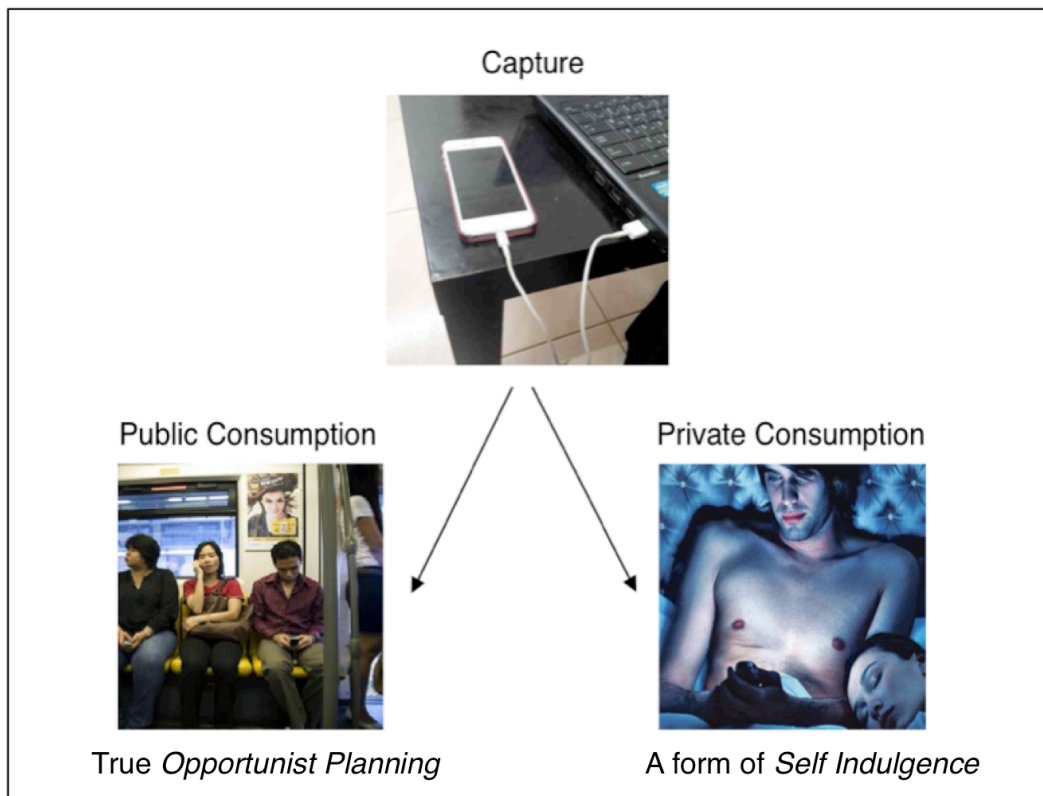 Capture
Public Consumption
Private Consumption
True Opportunist Planning
A form of Self Indulgence